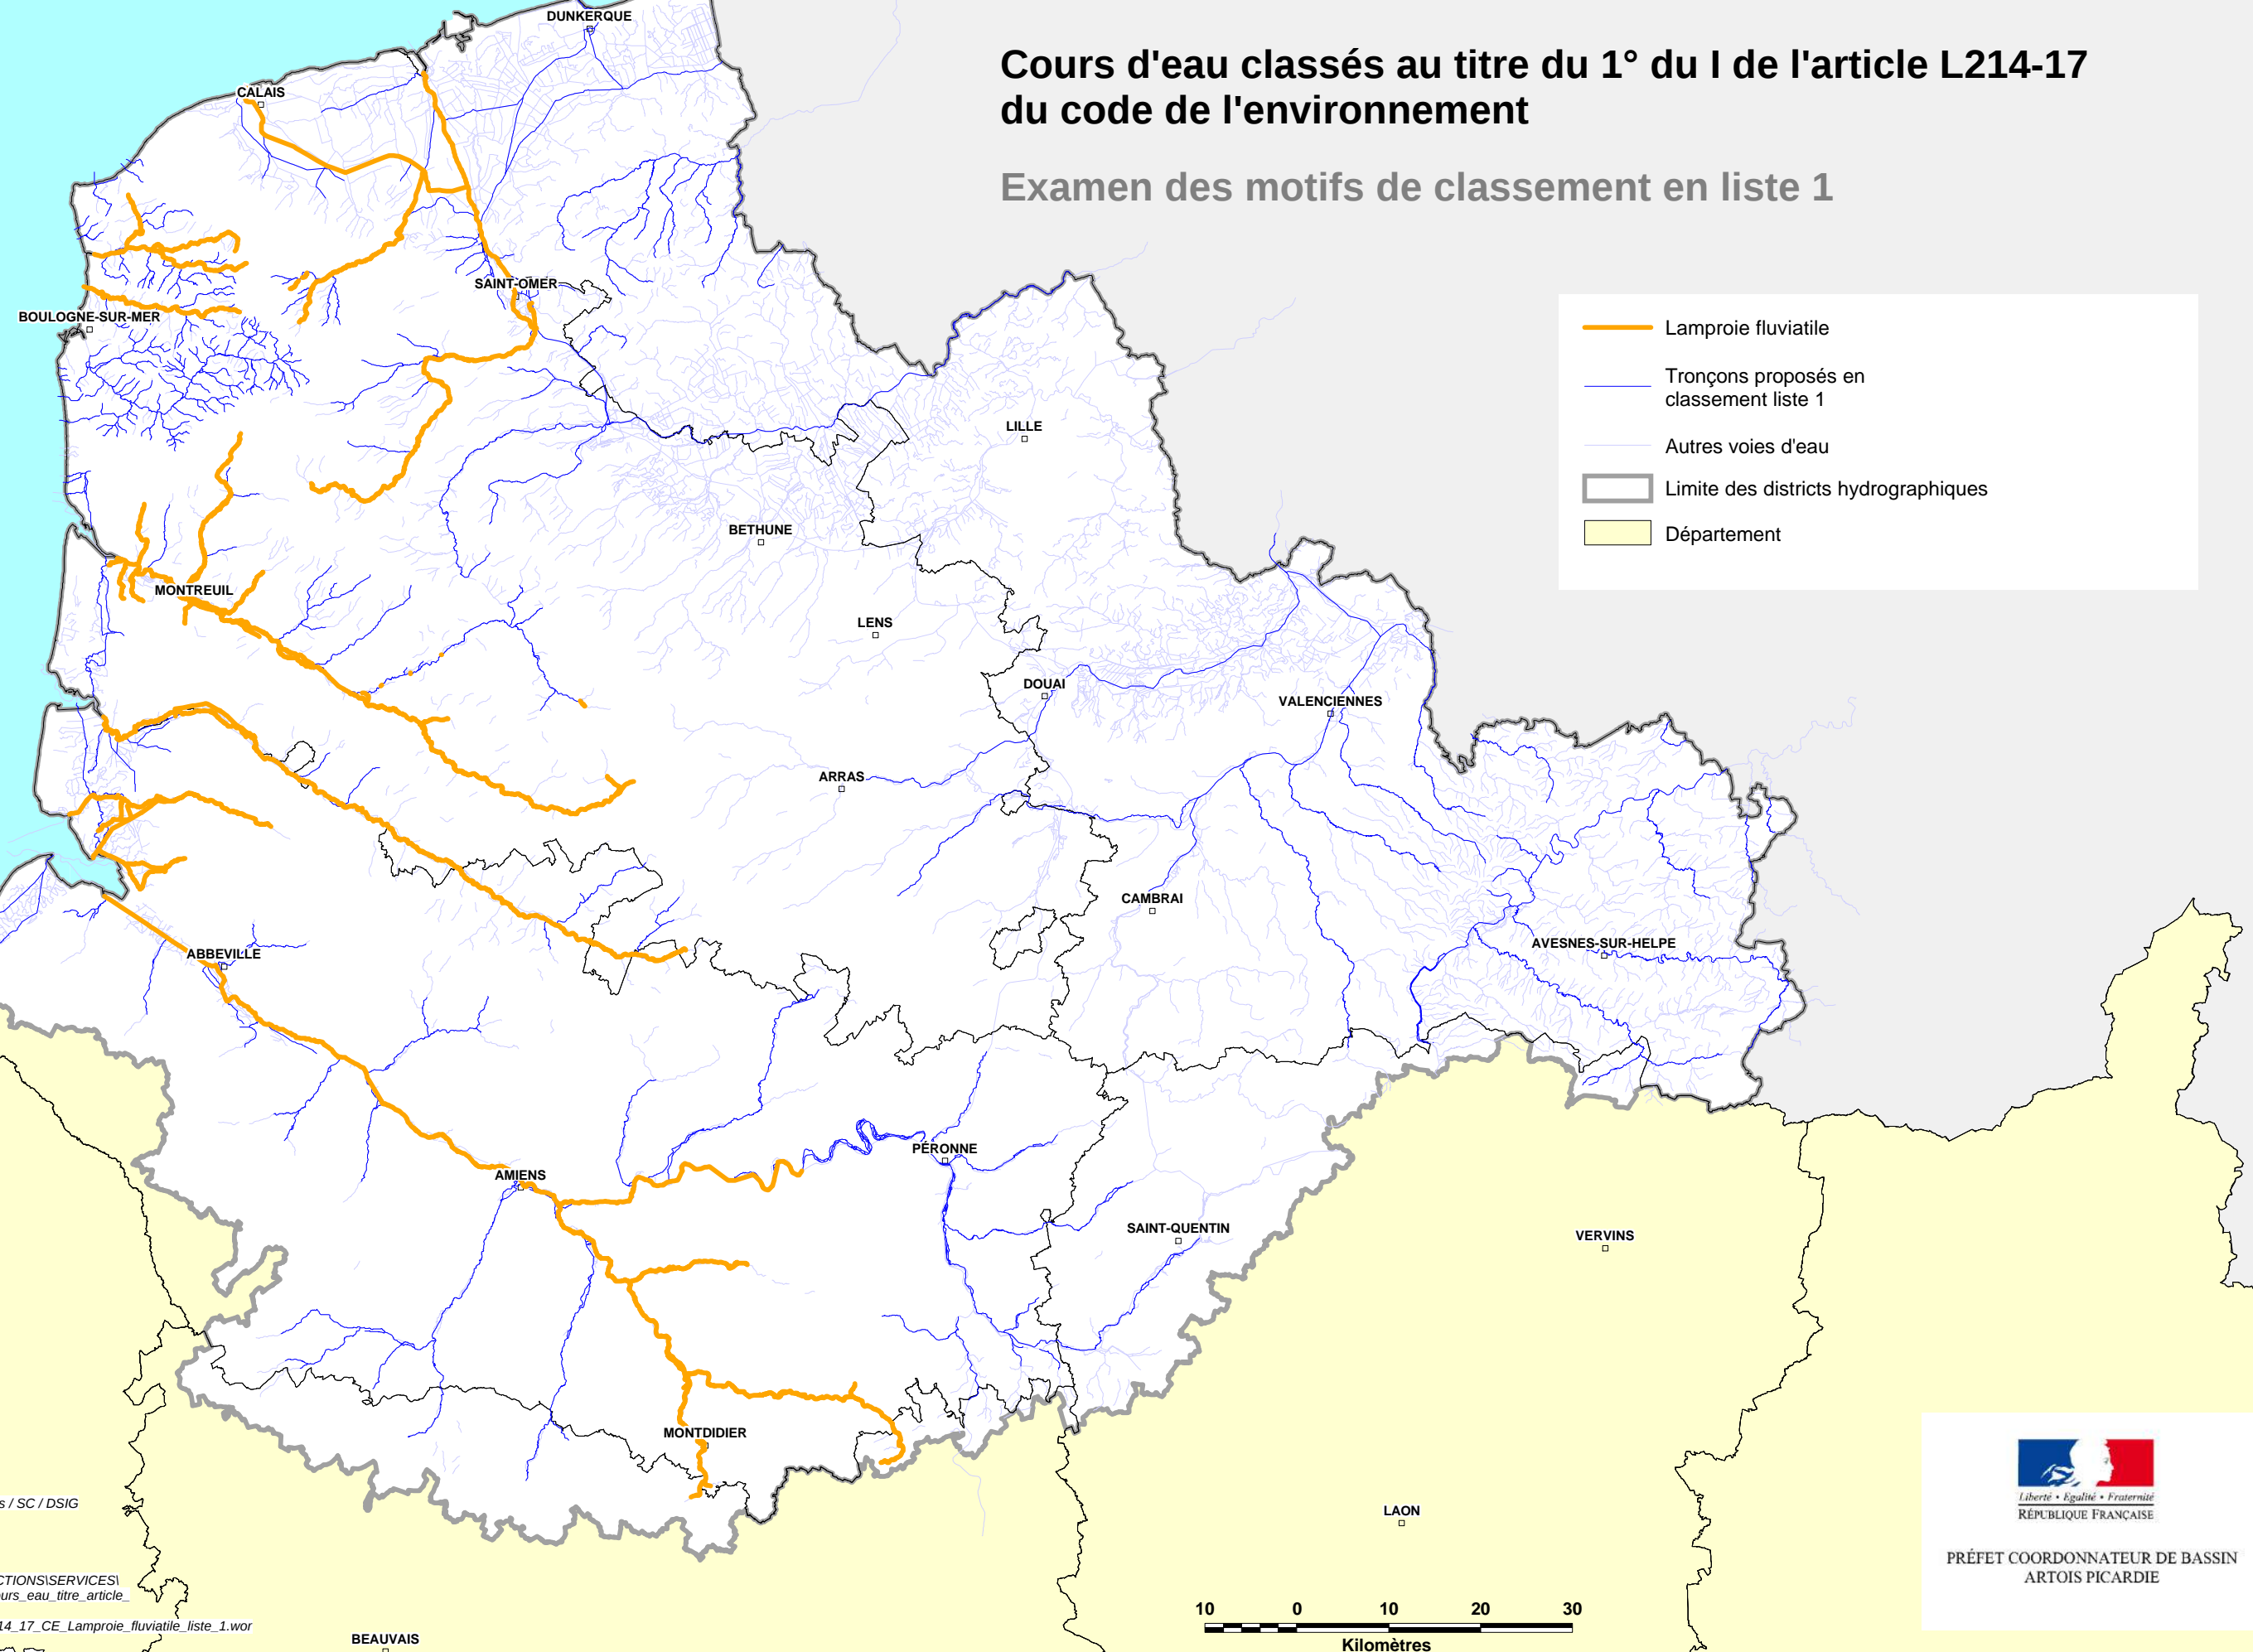 Cours d'eau classés au titre du 1° du I de l'article L214-17
du code de l'environnement
Examen des motifs de classement en liste 1
Lamproie fluviatile
Tronçons proposés en
classement liste 1
Autres voies d'eau
Limite des districts hydrographiques
Département
DUNKERQUE
CALAIS
SAINT-OMER
BOULOGNE-SUR-MER
LILLE
BETHUNE
MONTREUIL
LENS
DOUAI
VALENCIENNES
ARRAS
CAMBRAI
AVESNES-SUR-HELPE
ABBEVILLE
PÉRONNE
AMIENS
SAINT-QUENTIN
VERVINS
MONTDIDIER
LAON
BEAUVAIS
s / SC / DSIG
CTIONS\SERVICES\
ours_eau_titre_article_
14_17_CE_Lamproie_fluviatile_liste_1.wor
10 0 10 20 30
Kilomètres
Liberté • Egalité • Fraternité
RÉPUBLIQUE FRANÇAISE
PRÉFET COORDONNATEUR DE BASSIN
ARTOIS PICARDIE